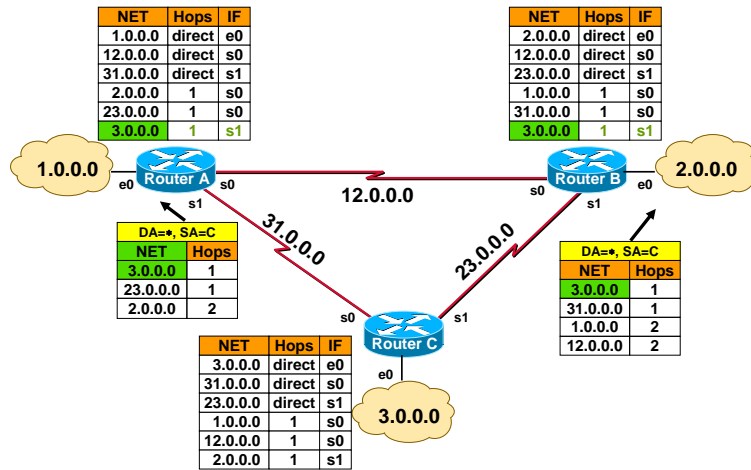 NET Hops IF
1.0.0.0 direct e0
12.0.0.0 direct s0
31.0.0.0 direct s1
2.0.0.0 1 s0
23.0.0.0 1 s0
3.0.0.0 1 s1
NET Hops IF
2.0.0.0 direct e0
12.0.0.0 direct s0
23.0.0.0 direct s1
1.0.0.0 1 s0
31.0.0.0 1 s0
3.0.0.0 1 s1
1.0.0.0
e0
Router A
s0
s1
12.0.0.0
s0
Router B
e0
s1
2.0.0.0
31.0.0.0
23.0.0.0
DA=*, SA=C
NET Hops
3.0.0.0 1
23.0.0.0 1
2.0.0.0 2
DA=*, SA=C
NET Hops
3.0.0.0 1
31.0.0.0 1
1.0.0.0 2
12.0.0.0 2
s0
s1
Router C
e0
3.0.0.0
NET Hops IF
3.0.0.0 direct e0
31.0.0.0 direct s0
23.0.0.0 direct s1
1.0.0.0 1 s0
12.0.0.0 1 s0
2.0.0.0 1 s1